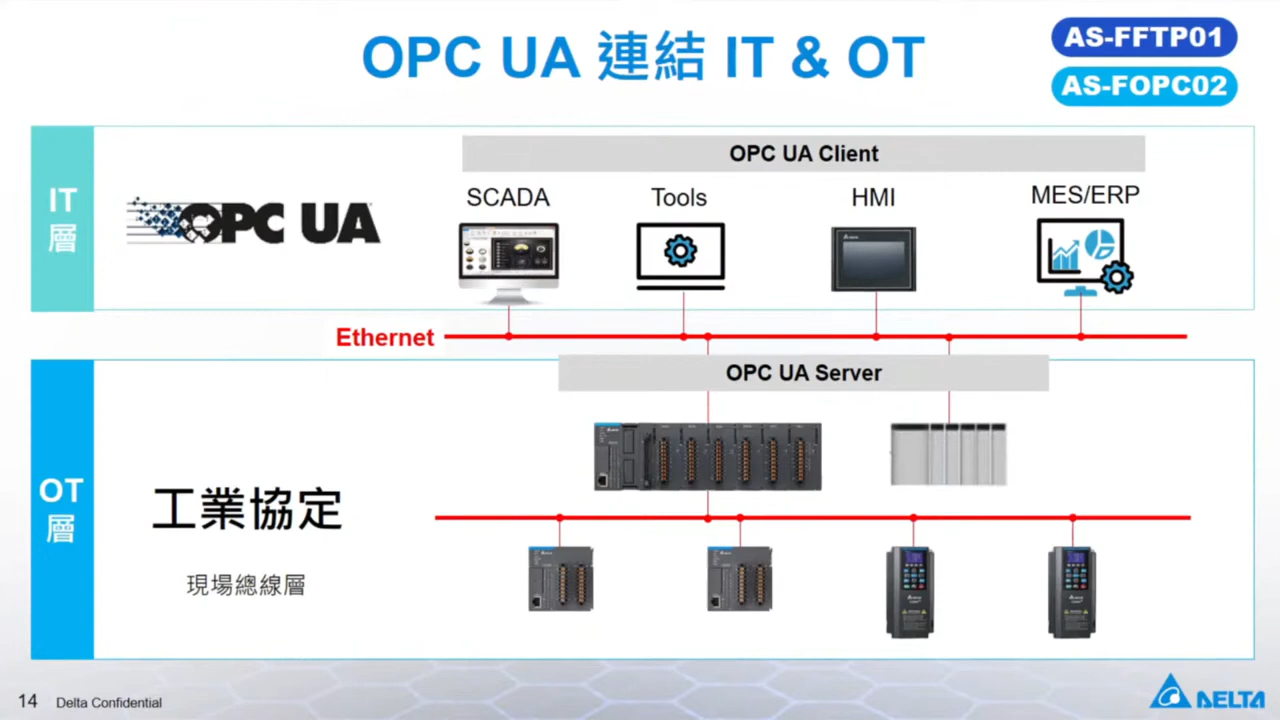 OPC UA 連結 IT & OT
AS-FFTP01
AS-FOPC02
IT
層
OPC UA
OPC UA Client
SCADA
Tools
HMI
MES/ERP
Ethernet
OPC UA Server
OT
層
工業協定
現場總線層
14 Delta Confidential
DELTA